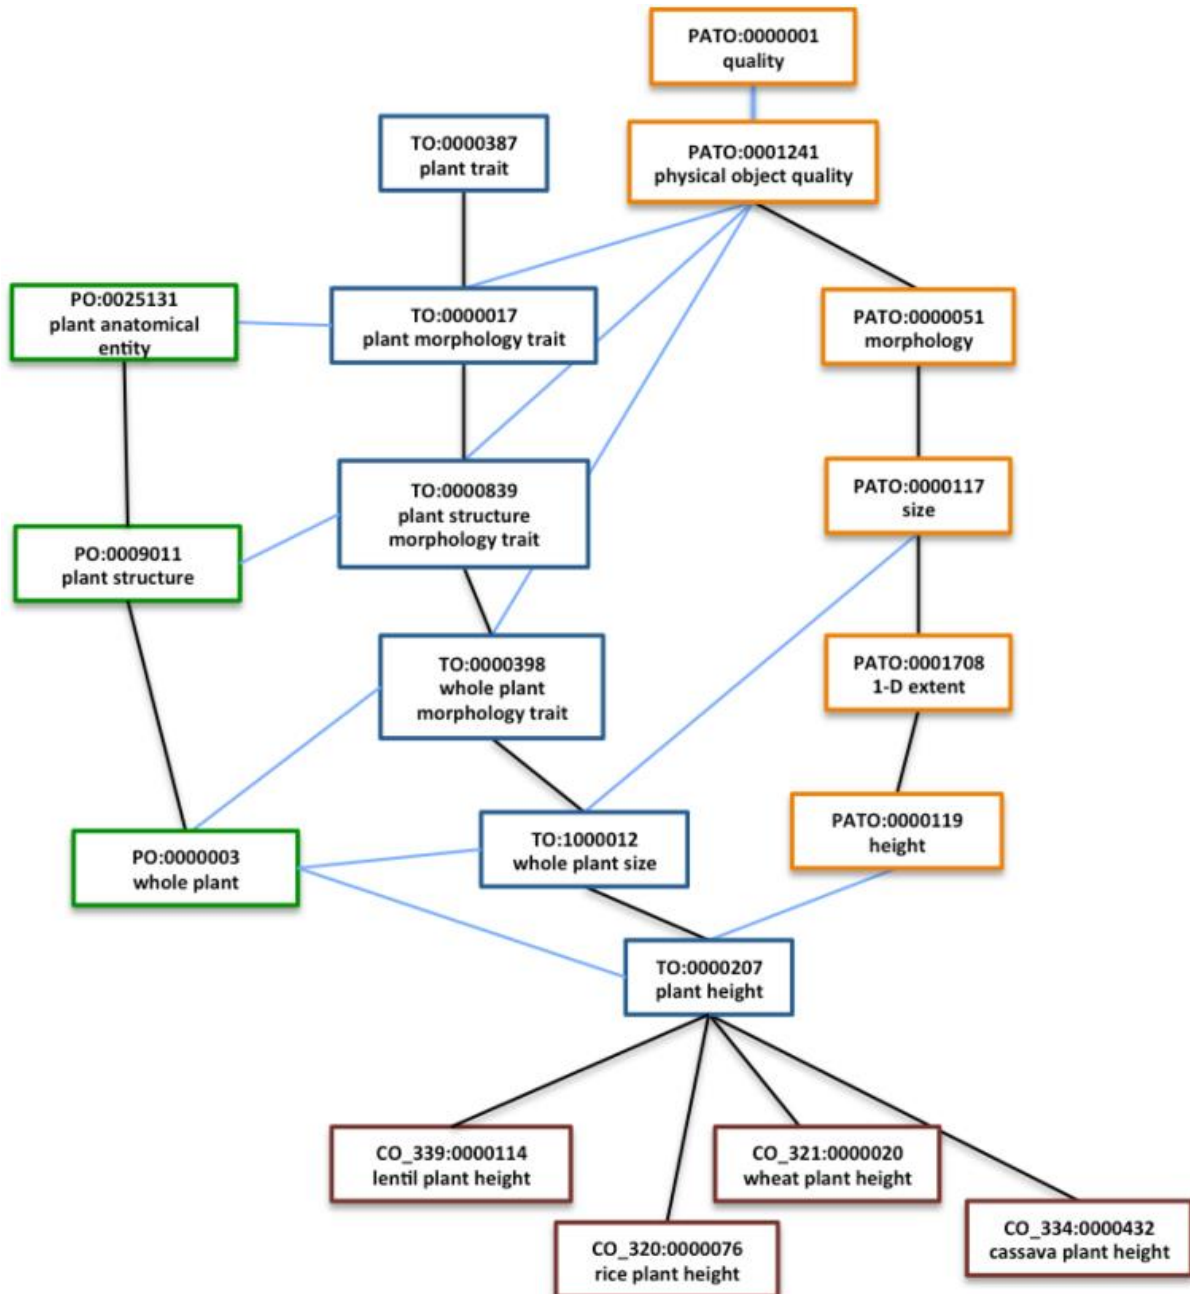 PATO:0000001
quality
TO:0000387
plant trait
PATO:0001241
physical object quality
PO:0025131
plant anatomical
entity
TO:0000017
plant morphology trait
PATO:0000051
morphology
TO:0000839
plant structure
morphology trait
PATO:0000117
size
PO:0009011
plant structure
TO:0000398
whole plant
morphology trait
PATO:0001708
1-D extent
PO:0000003
whole plant
TO:1000012
whole plant size
PATO:0000119
height
TO:0000207
plant height
CO_339:0000114
lentil plant height
CO_321:0000020
wheat plant height
CO_320:0000076
rice plant height
CO_334:0000432
cassava plant height